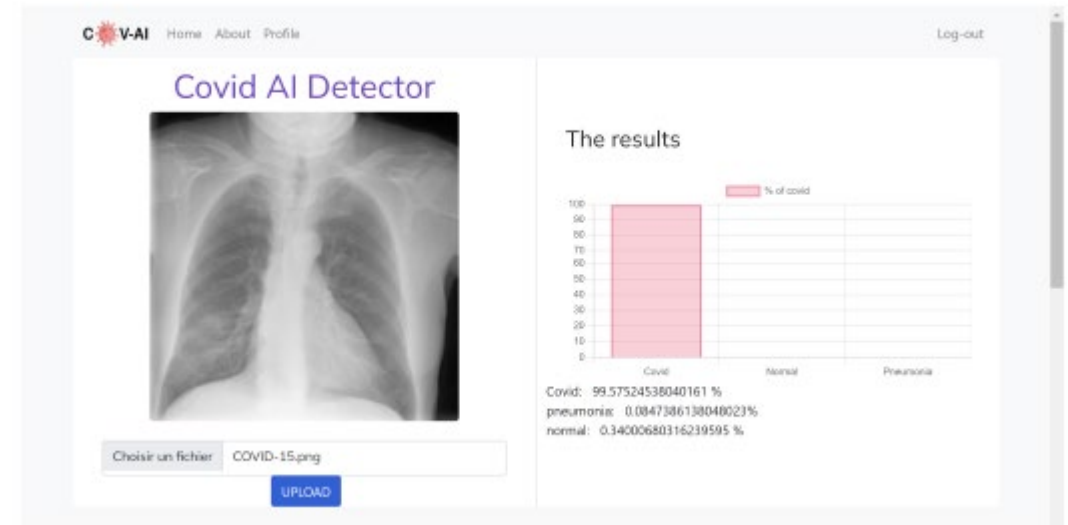 C V-AI Home About Profile Log-out
Covid AI Detector
The results
% of covid
100
90
80
70
60
50
40
30
20
10
0
Covid Normal Pneumonia
Covid: 99.57524538040161 %
pneumonia: 0.0847386138048023%
normal: 0.34000680316239595 %
Choisir un fichier COVID-15.png
UPLOAD